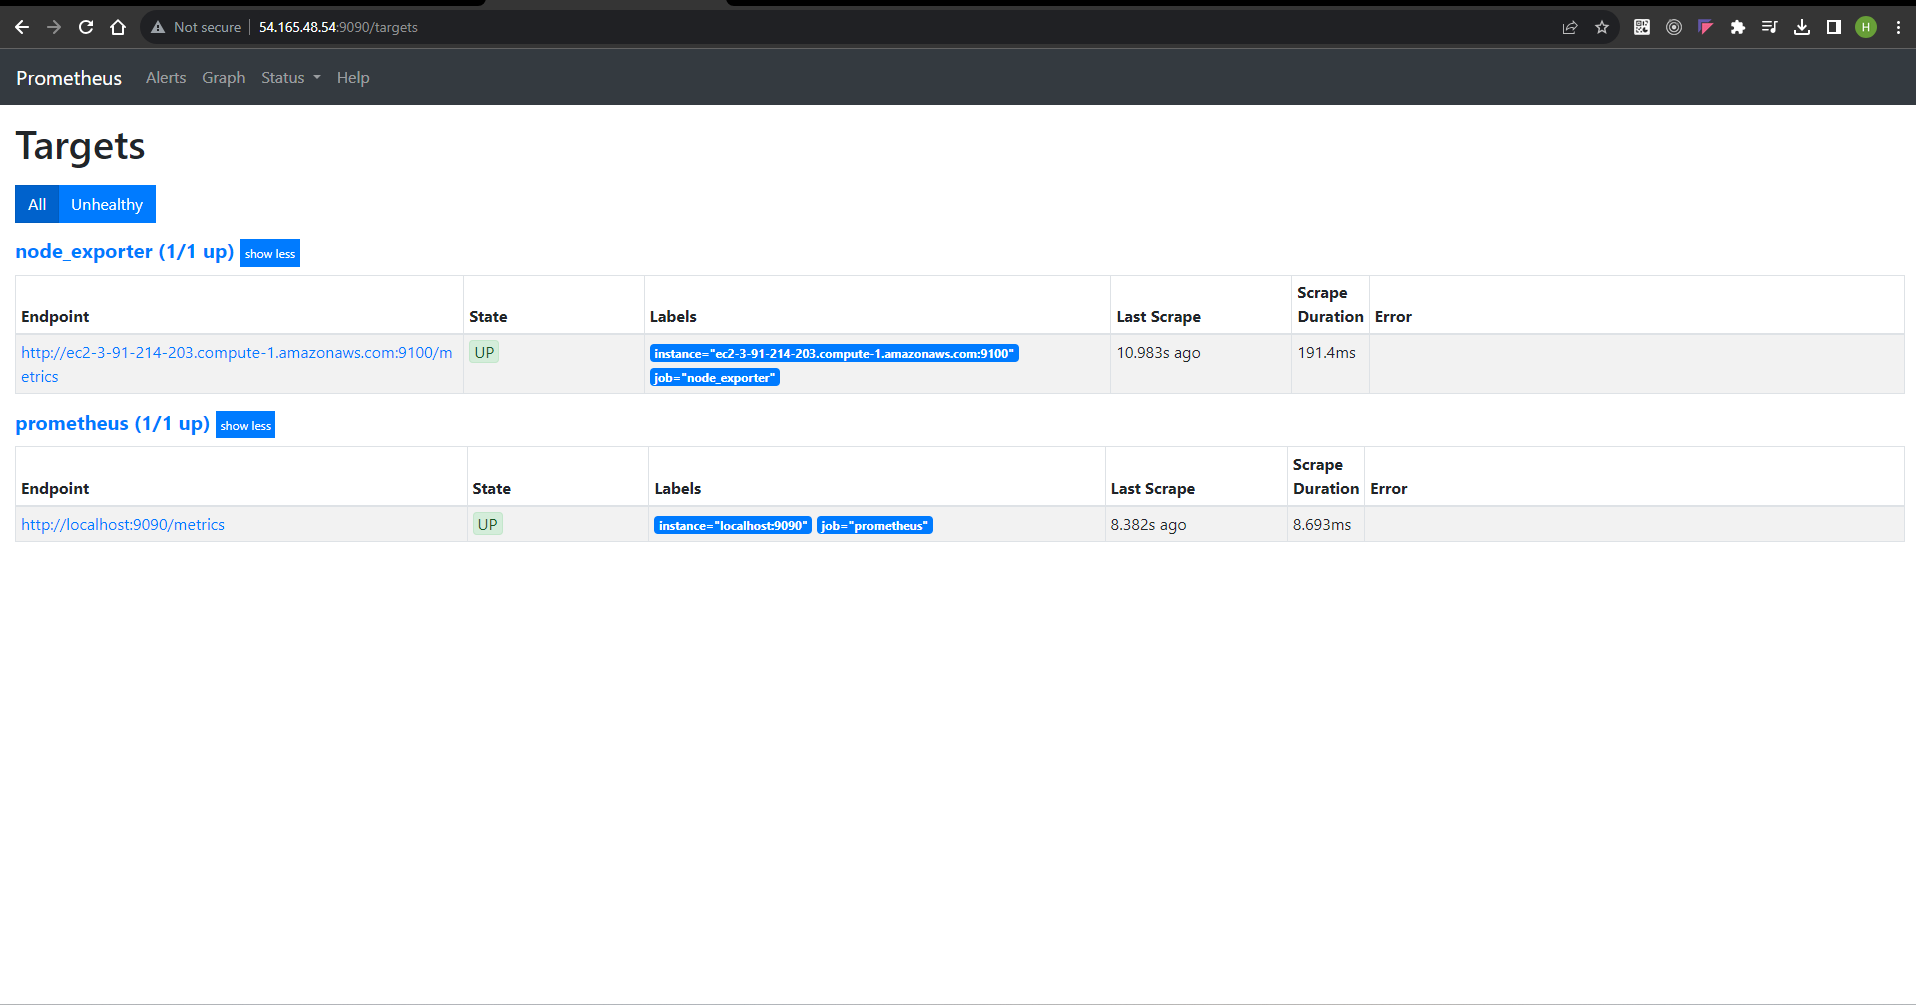 Not secure 54.165.48.54:9090/targets H
Prometheus Alerts Graph Status Help
Targets
All Unhealthy
node_exporter (1/1 up) show less
Endpoint State Labels Last Scrape Scrape Duration Error
http://ec2-3-91-214-203.compute-1.amazonaws.com:9100/m UP instance="ec2-3-91-214-203.compute-1.amazonaws.com:9100" 10.983s ago 191.4ms
etrics job="node_exporter"
prometheus (1/1 up) show less
Endpoint State Labels Last Scrape Scrape Duration Error
http://localhost:9090/metrics UP instance="localhost:9090" job="prometheus" 8.382s ago 8.693ms